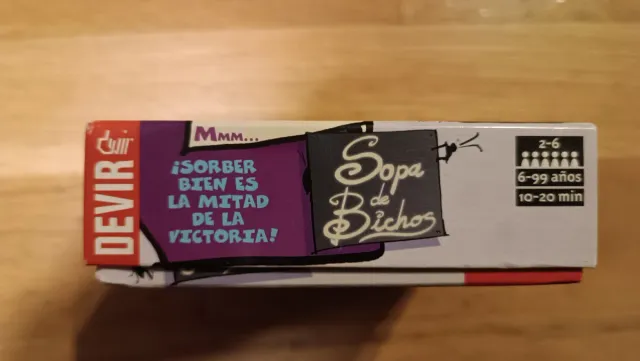 devir
DEVIR
Mmm...
¡SORBER
BIEN ES
LA MITAD
DE LA
VICTORIA!
Sopa
de
Bichos
2-6
6-99 años
10-20 min